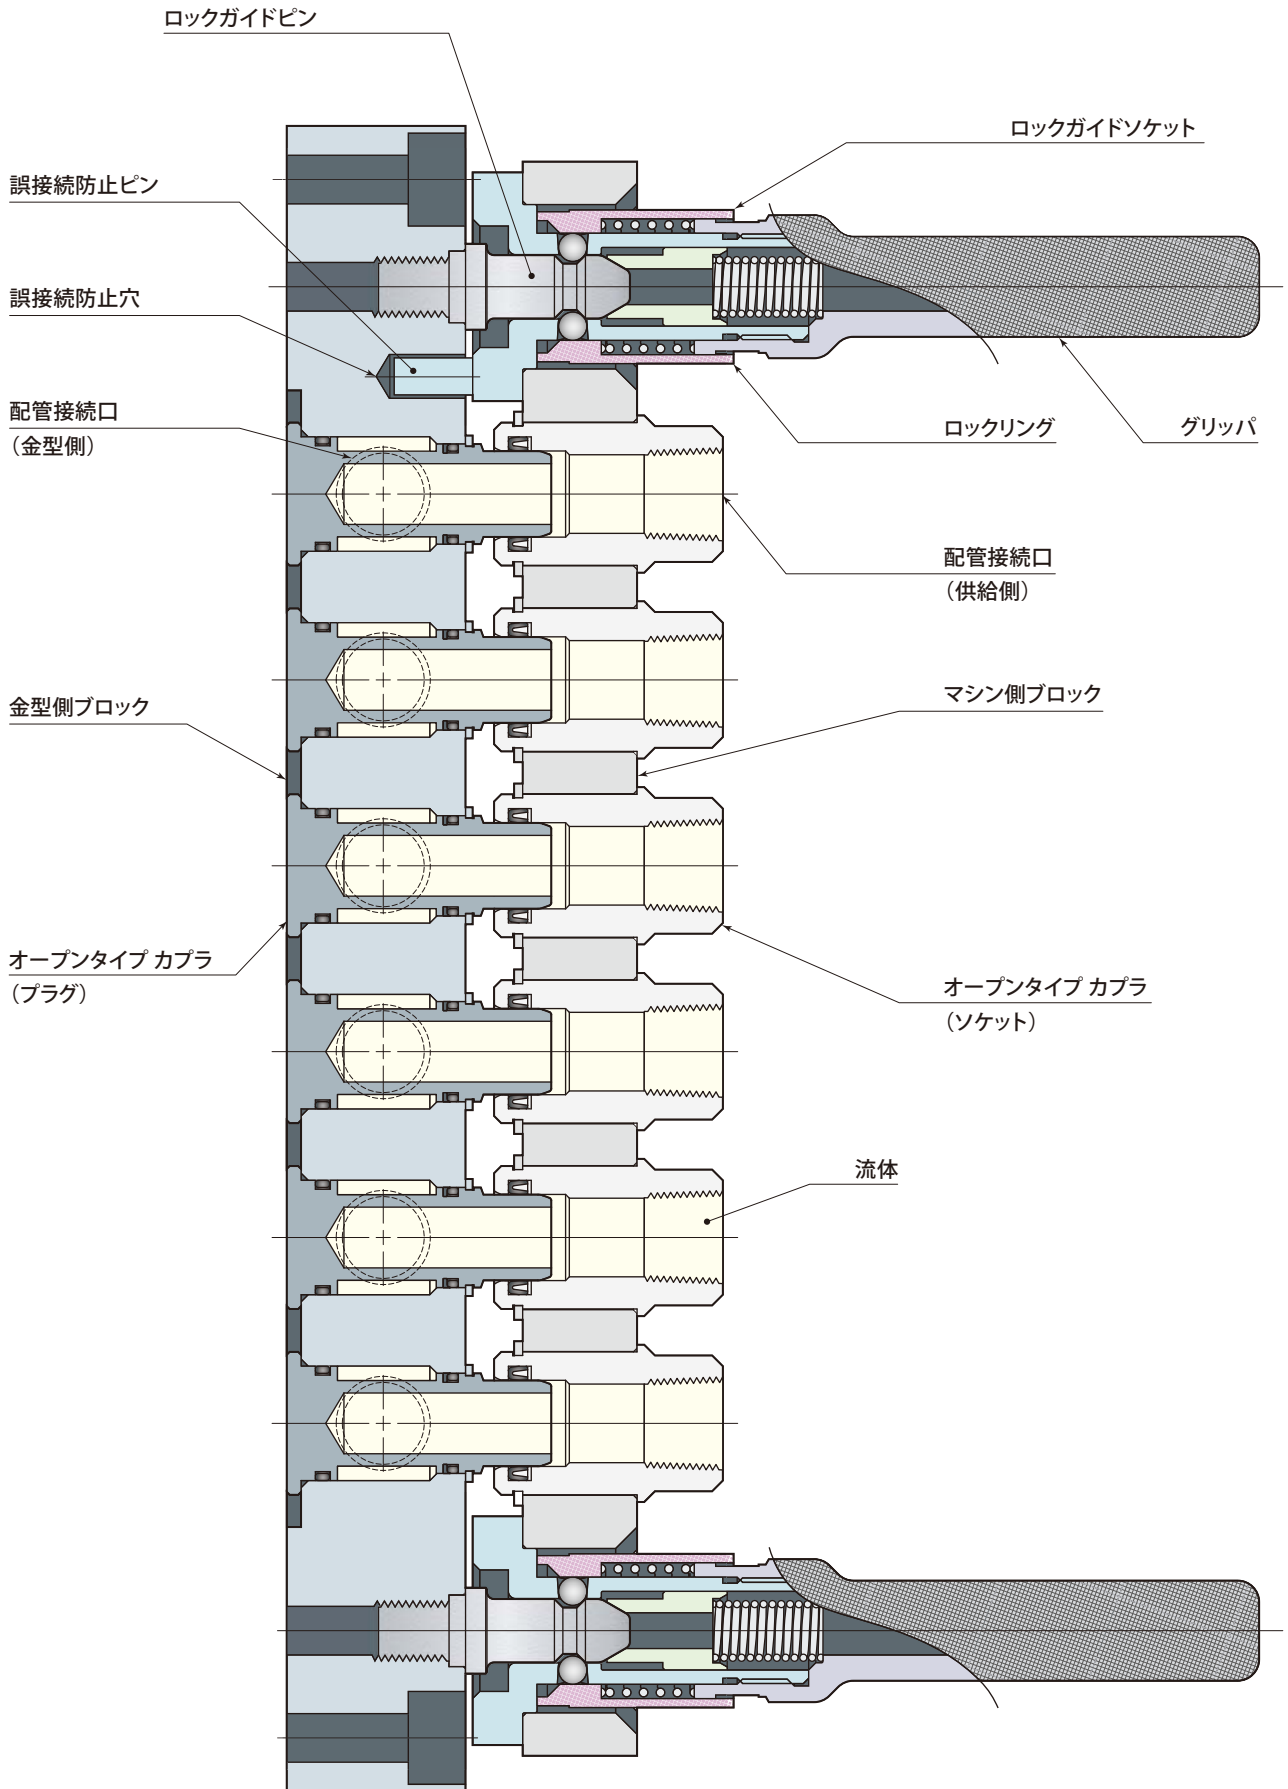 ロックガイドピン
ロックガイドソケット
誤接続防止ピン
誤接続防止穴
配管接続口
（金型側）
ロックリング
グリッパ
配管接続口
（供給側）
金型側ブロック
マシン側ブロック
オープンタイプ カプラ
（プラグ）
オープンタイプ カプラ
（ソケット）
流体